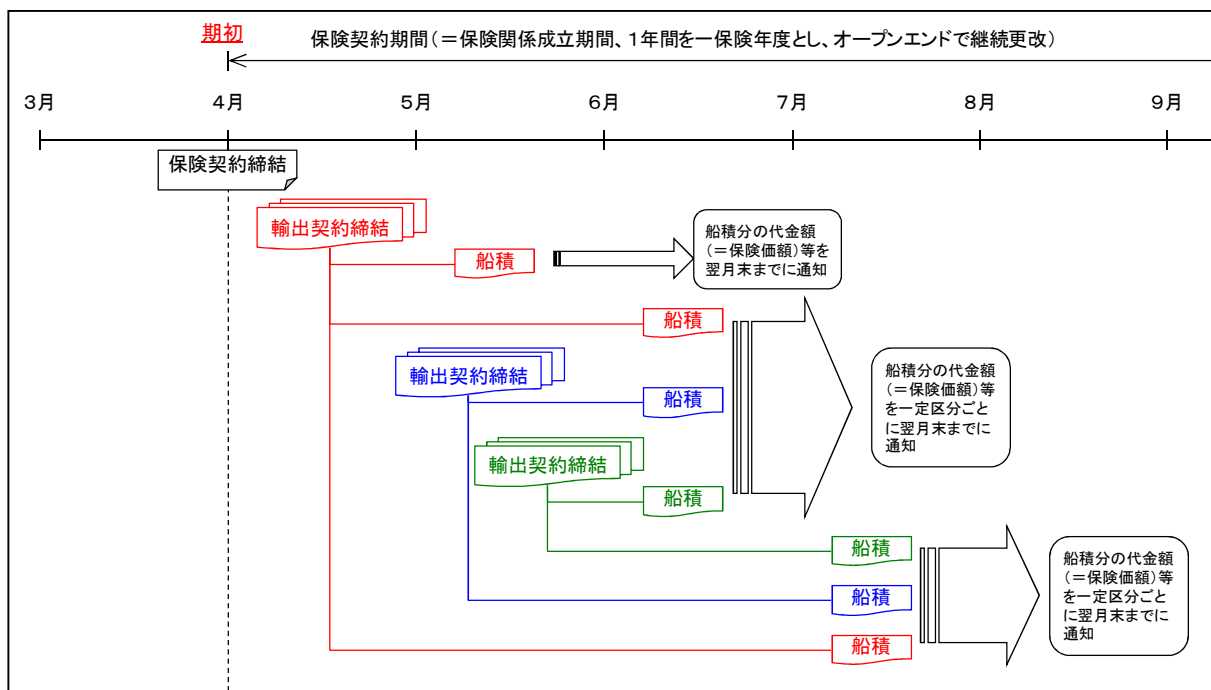 期初
保険契約期間(=保険関係成立期間、1年間を一保険年度とし、オープンエンドで継続更改)
3月
4月
5月
6月
7月
8月
9月
保険契約締結
輸出契約締結
船積
船積分の代金額
(=保険価額)等を
翌月末までに通知
船積
輸出契約締結
船積
船積分の代金額
(=保険価額)等
を一定区分ごと
に翌月末までに
通知
輸出契約締結
船積
船積
船積
船積
船積分の代金額
(=保険価額)等
を一定区分ごと
に翌月末までに
通知